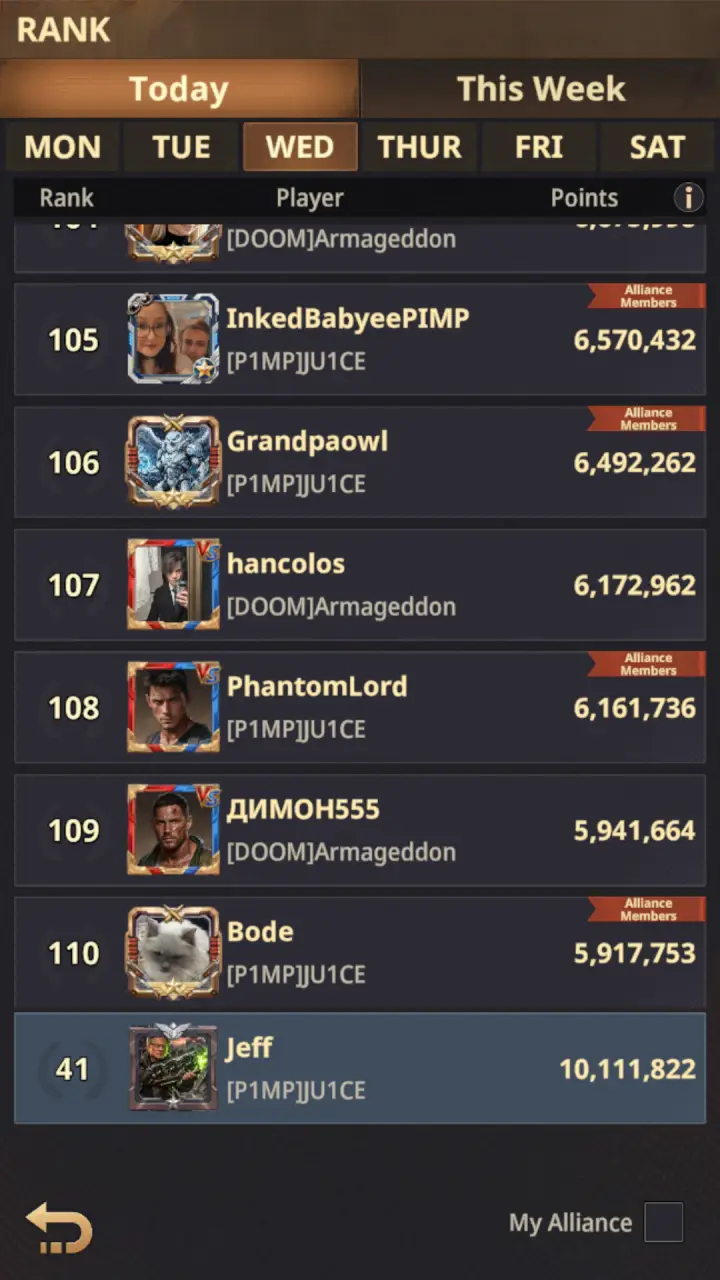 RANK
Today
This Week
MON TUE WED THUR FRI SAT
Rank Player Points
[DOOM]Armageddon
Alliance Members
105 InkedBabyeePIMP 6,570,432
[P1MP]JU1CE
Alliance Members
106 Grandpaowl 6,492,262
[P1MP]JU1CE
107 hancolos 6,172,962
[DOOM]Armageddon
Alliance Members
108 PhantomLord 6,161,736
[P1MP]JU1CE
109 ДИМОН555 5,941,664
[DOOM]Armageddon
Alliance Members
110 Bode 5,917,753
[P1MP]JU1CE
41 Jeff 10,111,822
[P1MP]JU1CE
My Alliance